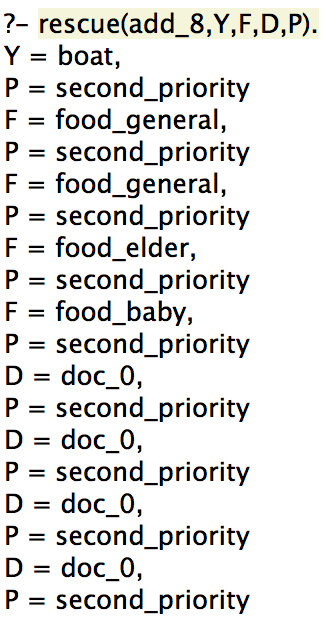 ?- rescue(add_8,Y,F,D,P).
Y = boat,
P = second_priority
F = food_general,
P = second_priority
F = food_general,
P = second_priority
F = food_elder,
P = second_priority
F = food_baby,
P = second_priority
D = doc_0,
P = second_priority
D = doc_0,
P = second_priority
D = doc_0,
P = second_priority
D = doc_0,
P = second_priority